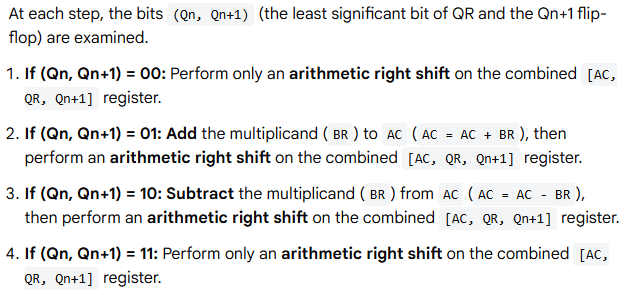 At each step, the bits (Qn, Qn+1) (the least significant bit of QR and the Qn+1 flip-
flop) are examined.
1. If (Qn, Qn+1) = 00: Perform only an arithmetic right shift on the combined [AC,
QR, Qn+1] register.
2. If (Qn, Qn+1) = 01: Add the multiplicand ( BR ) to AC ( AC = AC + BR ), then
perform an arithmetic right shift on the combined [AC, QR, Qn+1] register.
3. If (Qn, Qn+1) = 10: Subtract the multiplicand ( BR ) from AC ( AC = AC - BR ),
then perform an arithmetic right shift on the combined [AC, QR, Qn+1] register.
4. If (Qn, Qn+1) = 11: Perform only an arithmetic right shift on the combined [AC,
QR, Qn+1] register.